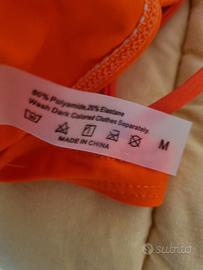 80% Polyamide, 20% Elastane
Wash Dark Colored Clothes Separately.
M
MADE IN CHINA
subito